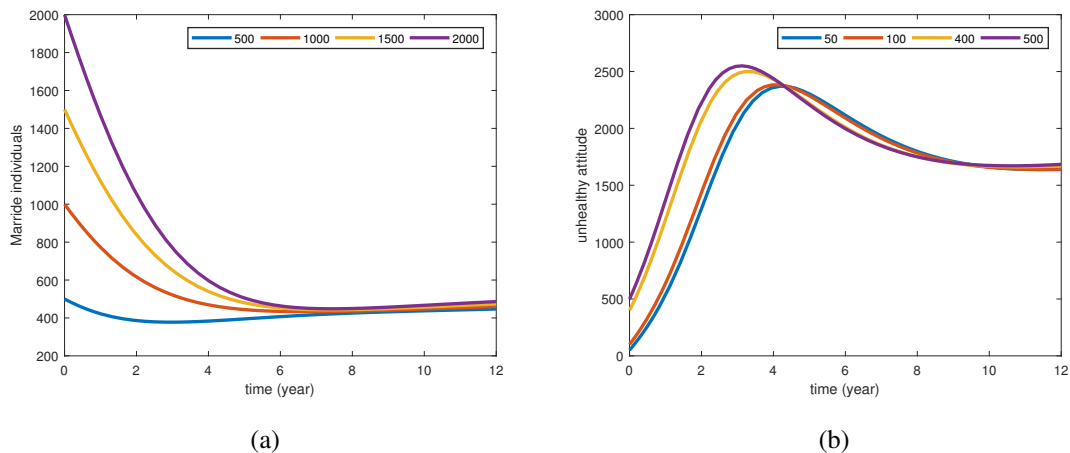 500 1000 1500 2000
2000
1800
1600
1400
1200
1000
800
600
400
200
Marride individuals
0 2 4 6 8 10 12
time (year)
(a)
50 100 400 500
3000
2500
2000
1500
1000
500
0
unhealthy attitude
0 2 4 6 8 10 12
time (year)
(b)